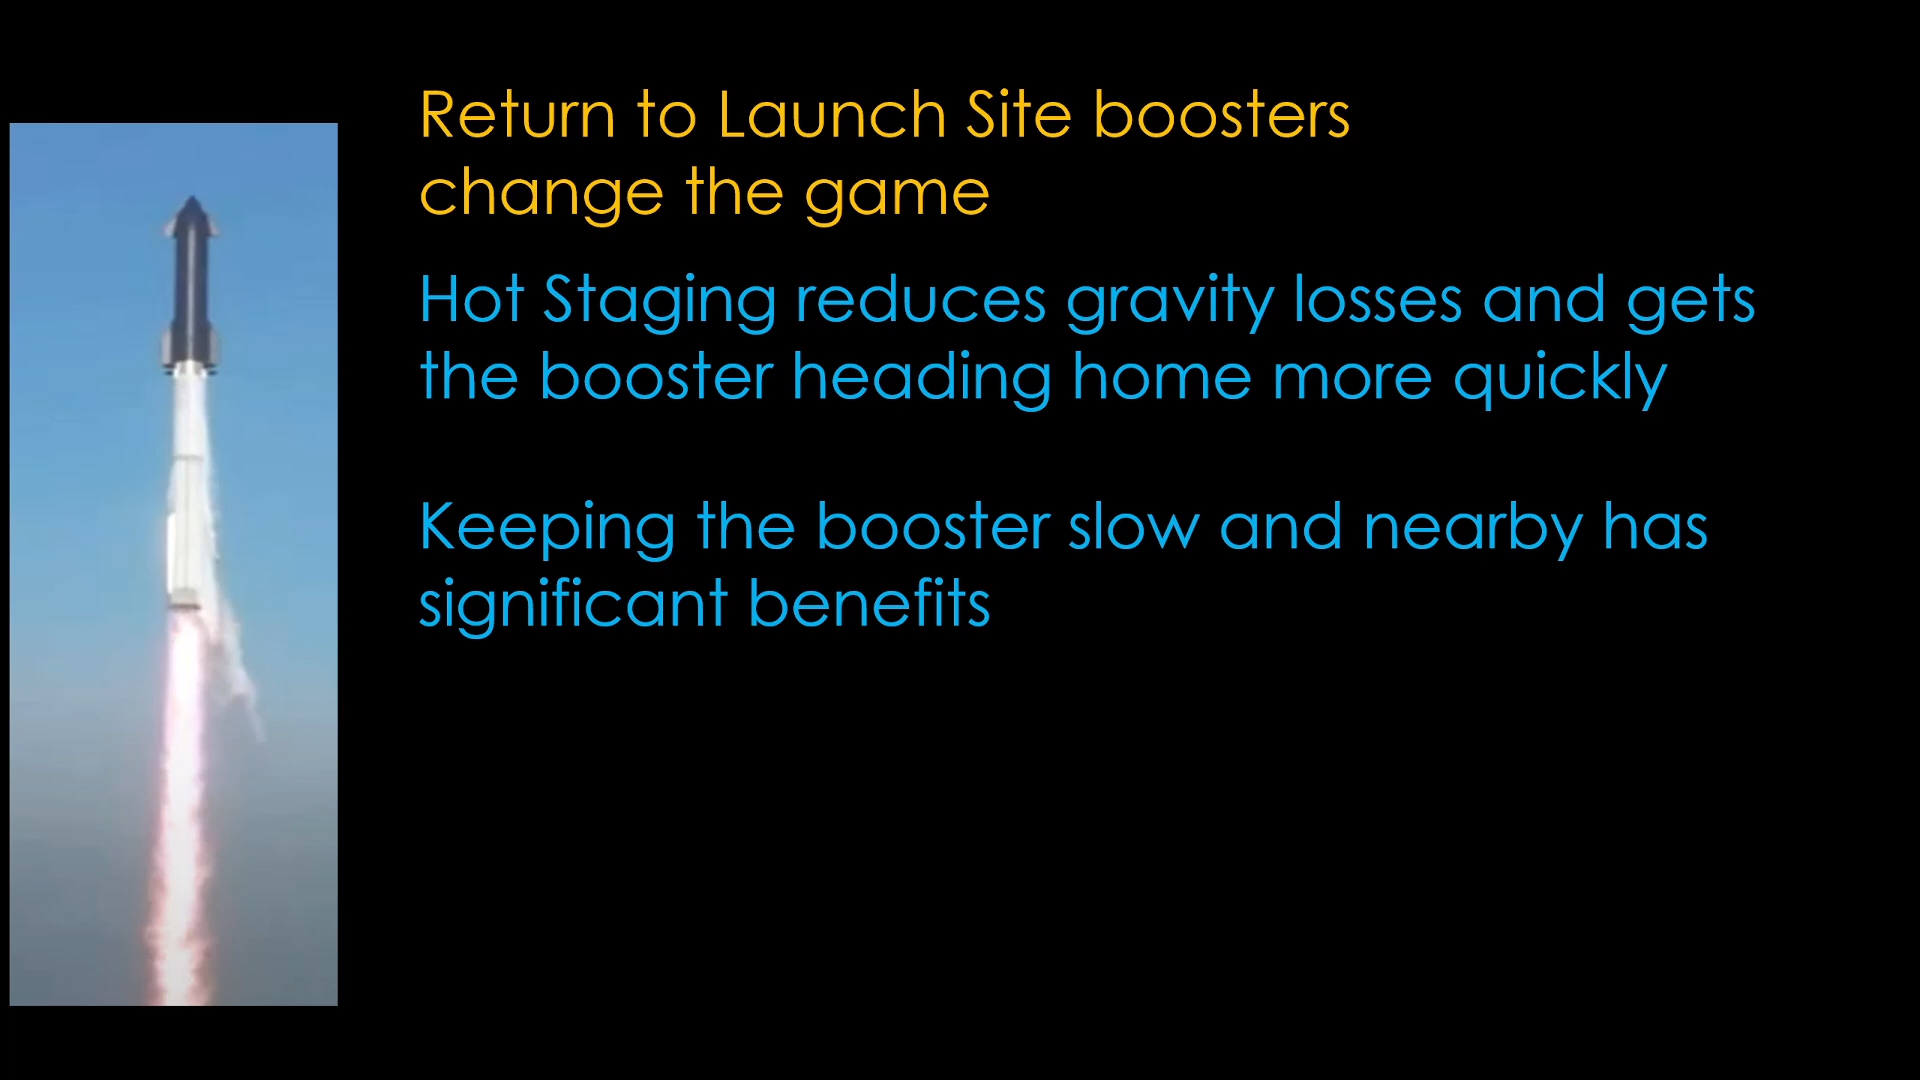 Return to Launch Site boosters
change the game
Hot Staging reduces gravity losses and gets
the booster heading home more quickly
Keeping the booster slow and nearby has
significant benefits